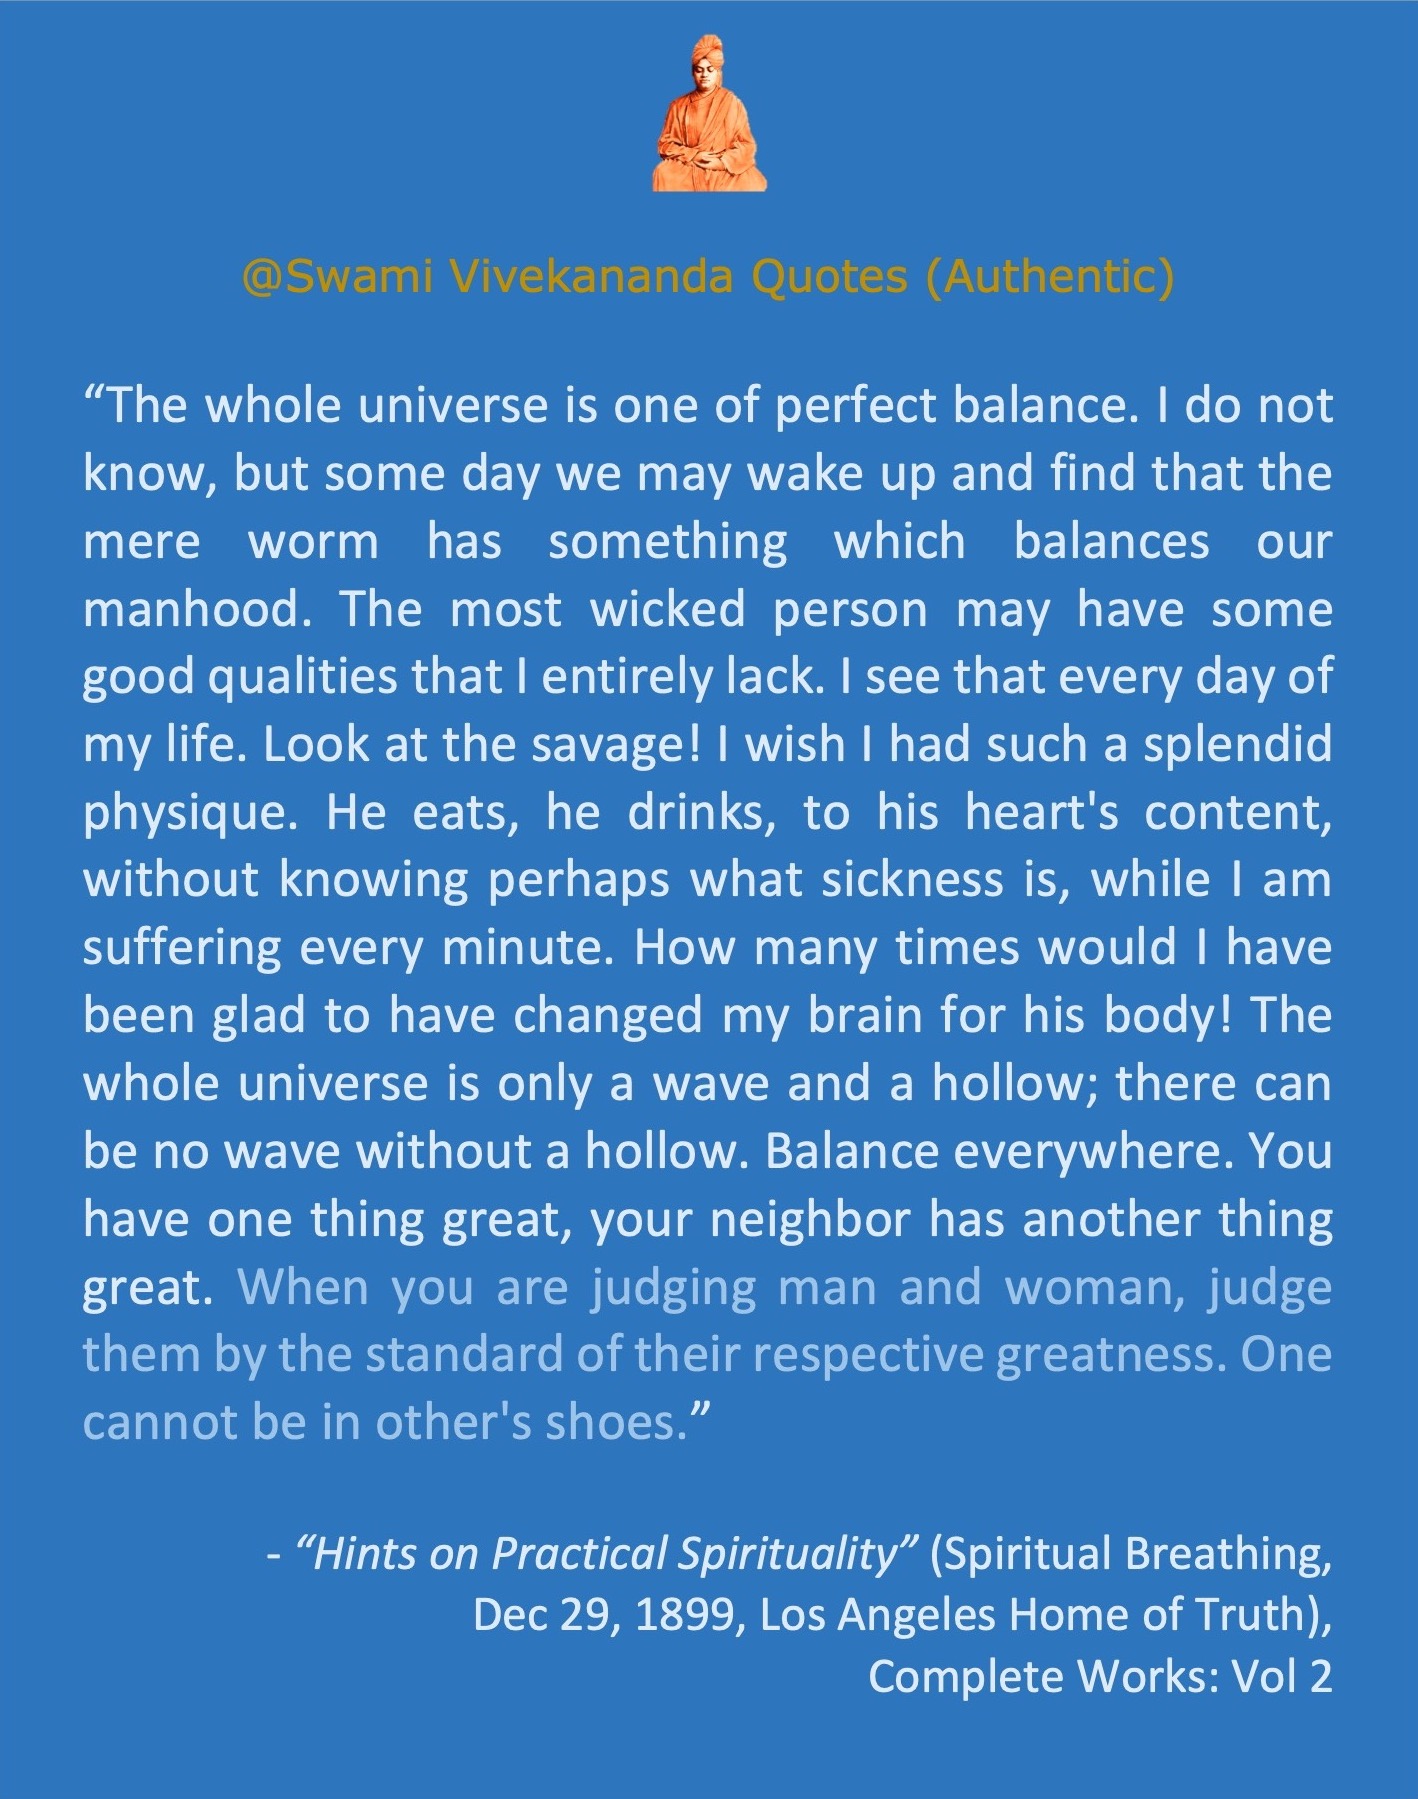 @Swami Vivekananda Quotes (Authentic)
“The whole universe is one of perfect balance. I do not
know, but some day we may wake up and find that the
mere worm has something which balances our
manhood. The most wicked person may have some
good qualities that I entirely lack. I see that every day of
my life. Look at the savage! I wish I had such a splendid
physique. He eats, he drinks, to his heart's content,
without knowing perhaps what sickness is, while I am
suffering every minute. How many times would I have
been glad to have changed my brain for his body! The
whole universe is only a wave and a hollow; there can
be no wave without a hollow. Balance everywhere. You
have one thing great, your neighbor has another thing
great. When you are judging man and woman, judge
them by the standard of their respective greatness. One
cannot be in other's shoes.”
- “Hints on Practical Spirituality” (Spiritual Breathing,
Dec 29, 1899, Los Angeles Home of Truth),
Complete Works: Vol 2